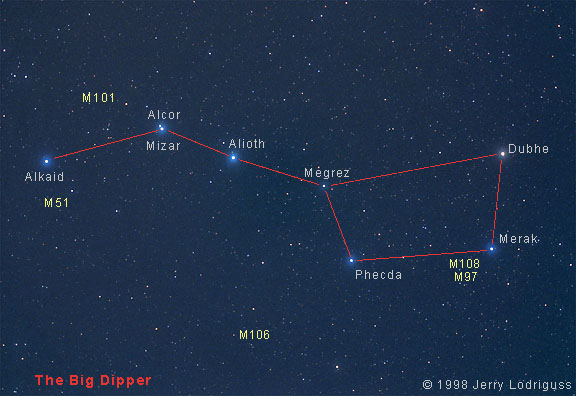 M101
Alcor
Mizar
Alioth
Dubhe
Alkaid
Megrez
M51
Merak
M108
M97
Phecda
M106
The Big Dipper
© 1998 Jerry Lodriguss